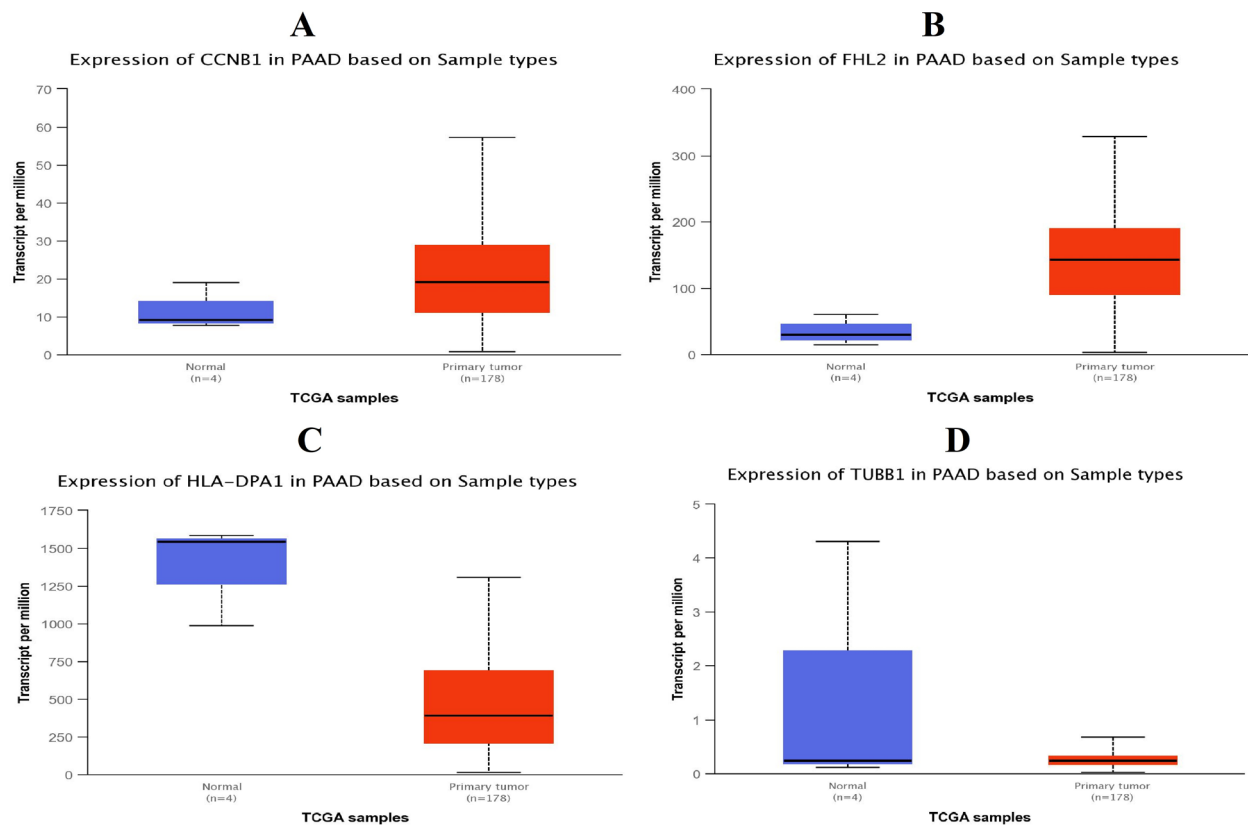 A
Expression of CCNB1 in PAAD based on Sample types
Transcript per million
70
60
50
40
30
20
10
0
Normal
(n=4)
Primary tumor
(n=178)
TCGA samples
B
Expression of FHL2 in PAAD based on Sample types
Transcript per million
400
300
200
100
0
Normal
(n=4)
Primary tumor
(n=178)
TCGA samples
C
Expression of HLA-DPA1 in PAAD based on Sample types
Transcript per million
1750
1500
1250
1000
750
500
250
0
Normal
(n=4)
Primary tumor
(n=178)
TCGA samples
D
Expression of TUBB1 in PAAD based on Sample types
Transcript per million
5
4
3
2
1
0
Normal
(n=4)
Primary tumor
(n=178)
TCGA samples